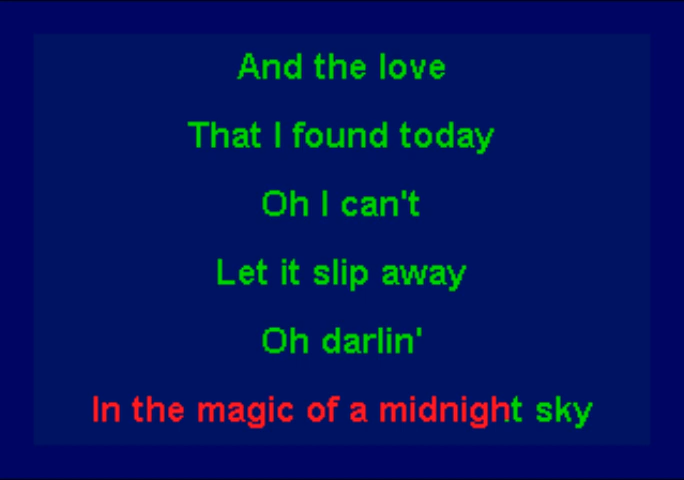 And the love
That I found today
Oh I can't
Let it slip away
Oh darlin'
In the magic of a midnight sky